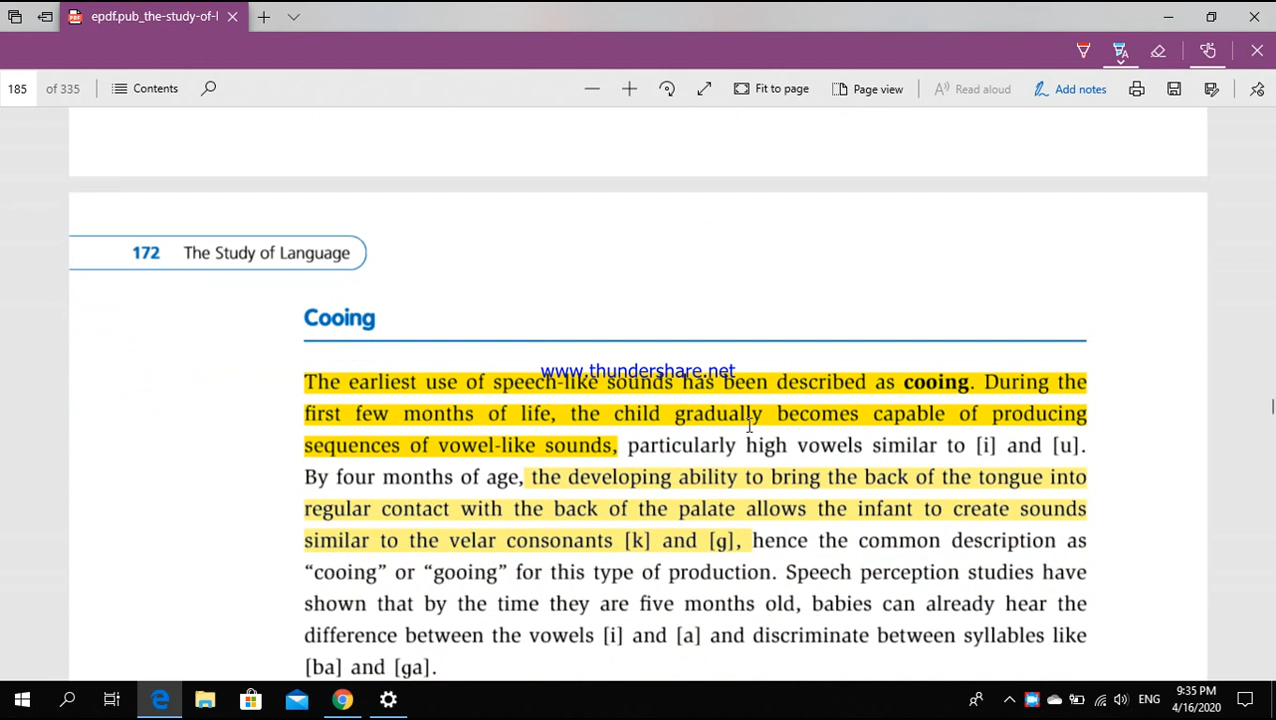 epdf.pub_the-study-of-l
185 of 335 Contents Fit to page Page view Read aloud Add notes
172 The Study of Language
Cooing
www.thundershare.net
The earliest use of speech-like sounds has been described as cooing. During the
first few months of life, the child gradually becomes capable of producing
sequences of vowel-like sounds, particularly high vowels similar to [i] and [u].
By four months of age, the developing ability to bring the back of the tongue into
regular contact with the back of the palate allows the infant to create sounds
similar to the velar consonants [k] and [ɡ], hence the common description as
“cooing” or “gooing” for this type of production. Speech perception studies have
shown that by the time they are five months old, babies can already hear the
difference between the vowels [i] and [a] and discriminate between syllables like
[ba] and [ɡa].
ENG
9:35 PM
4/16/2020